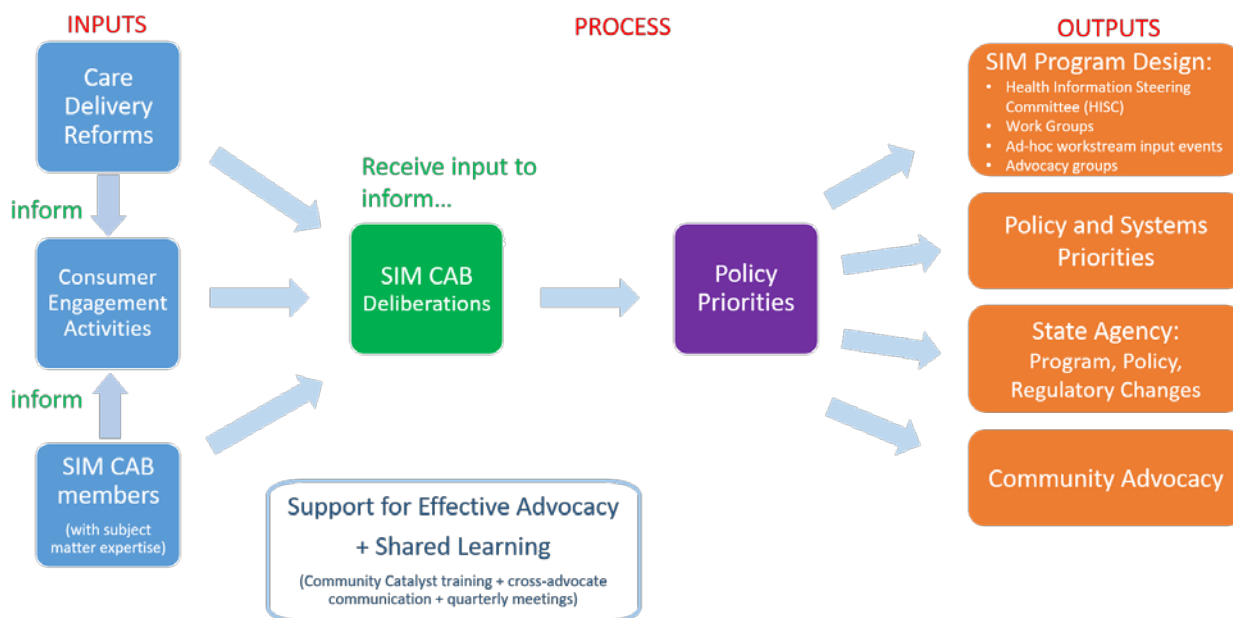 INPUTS
PROCESS
OUTPUTS
Care
Delivery
Reforms
inform
Consumer
Engagement
Activities
inform
SIM CAB
members
(with subject
matter expertise)
Receive input to
inform...
SIM CAB
Deliberations
Support for Effective Advocacy
+ Shared Learning
(Community Catalyst training + cross-advocate
communication + quarterly meetings)
Policy
Priorities
SIM Program Design:
• Health Information Steering
Committee (HISC)
• Work Groups
• Ad-hoc workstream input events
• Advocacy groups
Policy and Systems
Priorities
State Agency:
Program, Policy,
Regulatory Changes
Community Advocacy